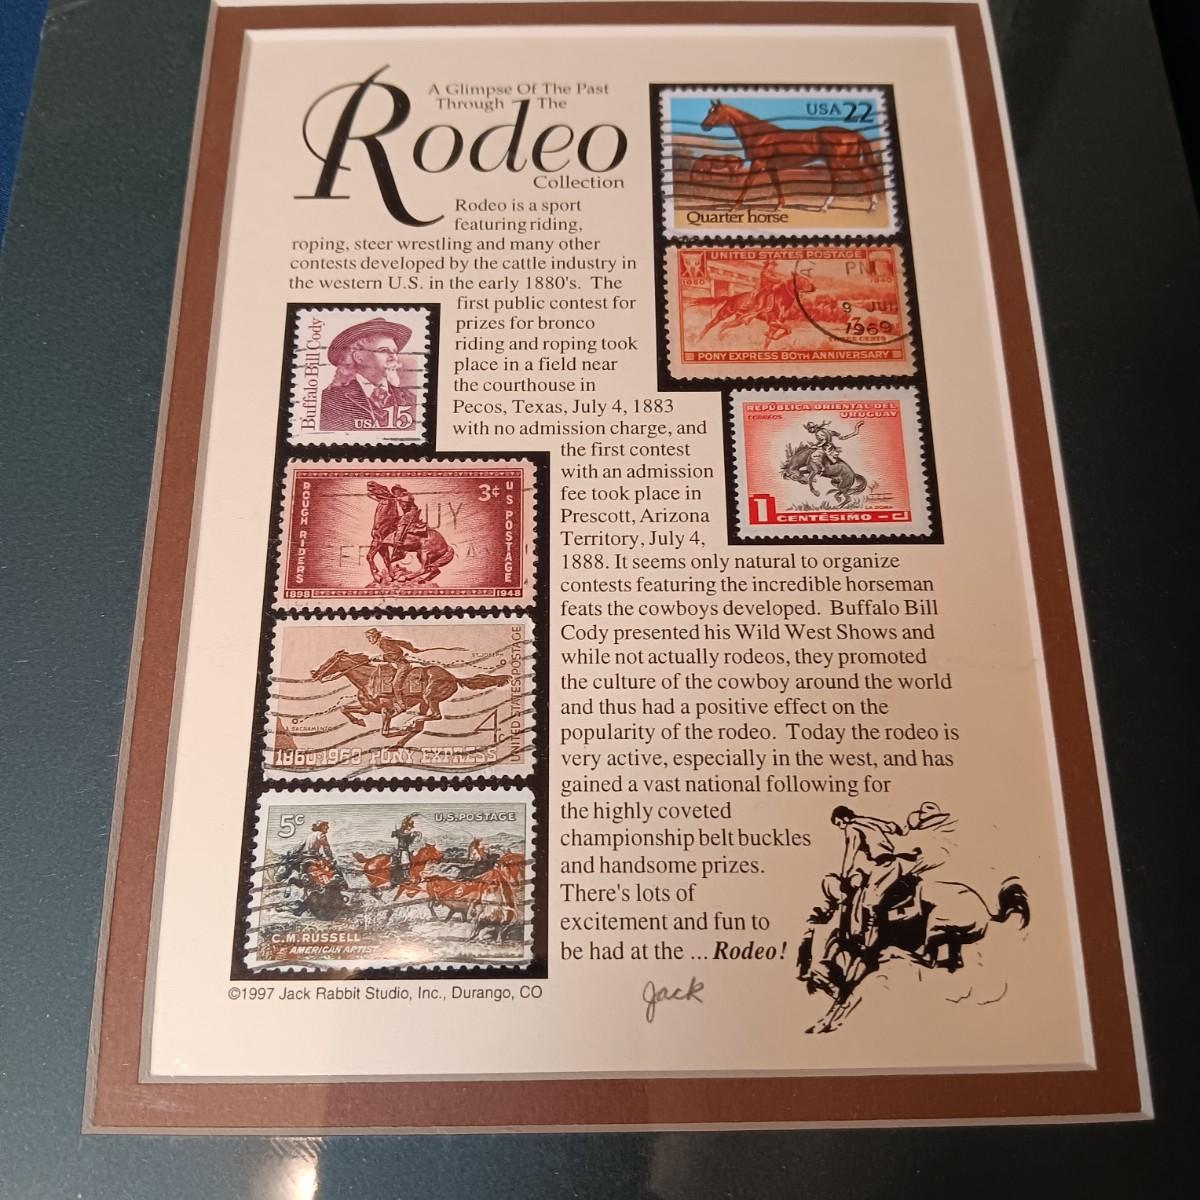 A Glimpse Of The Past
Through The
Rodeo
Collection
Rodeo is a sport
featuring riding,
roping, steer wrestling and many other
contests developed by the cattle industry in
the western U.S. in the early 1880's. The
first public contest for
prizes for bronco
riding and roping took
place in a field near
the courthouse in
Pecos, Texas, July 4, 1883
with no admission charge, and
the first contest
with an admission
fee took place in
Prescott, Arizona
Territory, July 4,
1888. It seems only natural to organize
contests featuring the incredible horseman
feats the cowboys developed. Buffalo Bill
Cody presented his Wild West Shows and
while not actually rodeos, they promoted
the culture of the cowboy around the world
and thus had a positive effect on the
popularity of the rodeo. Today the rodeo is
very active, especially in the west, and has
gained a vast national following for
the highly coveted
championship belt buckles
and handsome prizes.
There's lots of
excitement and fun to
be had at the ... Rodeo!
USA 22
Quarter horse
UNITED STATES POSTAGE
1860 1940
PM
9 JUL
1969
PONY EXPRESS 80TH ANNIVERSARY
REPUBLICA ORIENTAL DEL
URUGUAY
CORREOS
LA DOMA
1 CENTÉSIMO
Buffalo Bill Cody
USA 15
ROUGH RIDERS
3¢
U S POSTAGE
1898 1948
ST. JOSEPH
SACRAMENTO
4c
UNITED STATES POSTAGE
1860-1960 PONY EXPRESS
5c
U.S. POSTAGE
C.M. RUSSELL
AMERICAN ARTIST
©1997 Jack Rabbit Studio, Inc., Durango, CO
Jack